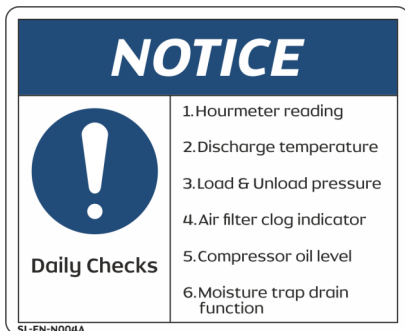 NOTICE
Daily Checks
1. Hourmeter reading
2. Discharge temperature
3. Load & Unload pressure
4. Air filter clog indicator
5. Compressor oil level
6. Moisture trap drain
function
SL-EN-N004A